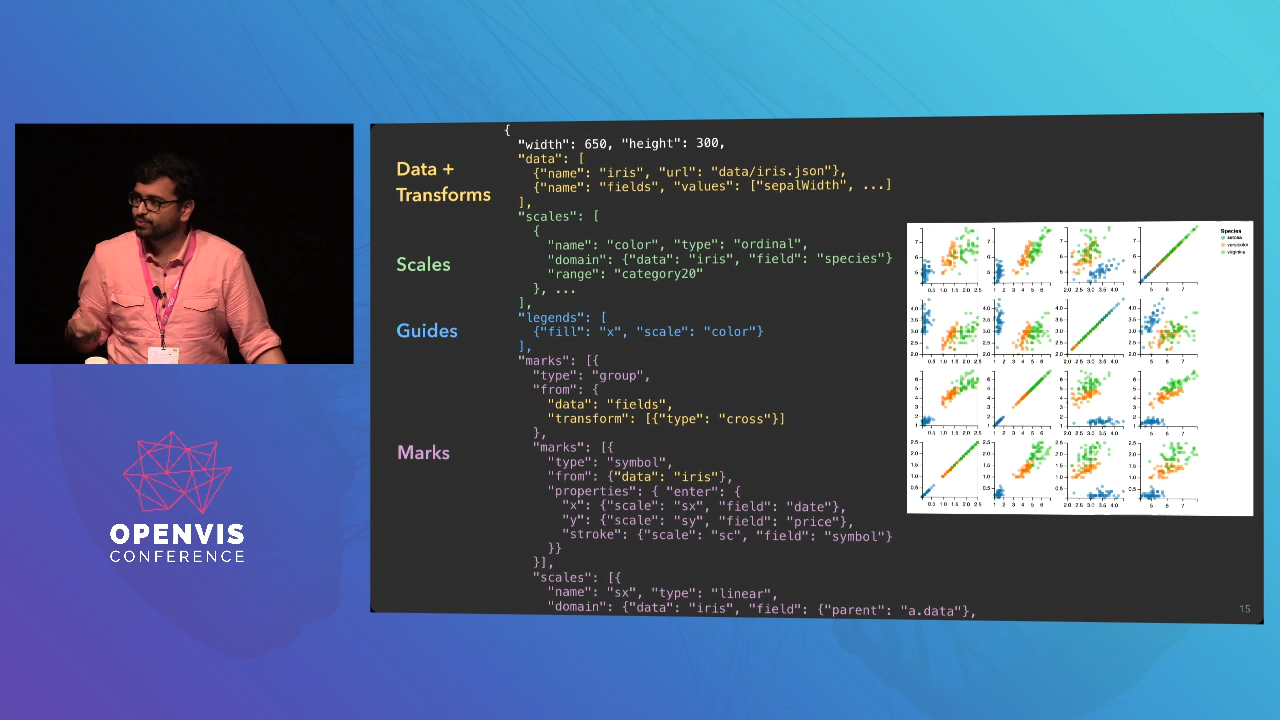 Data +
Transforms
Scales
Guides
Marks
{
"width": 650, "height": 300,
"data": [
{"name": "iris", "url": "data/iris.json"},
{"name": "fields", "values": ["sepalWidth", ...]
],
"scales": [
{
"name": "color", "type": "ordinal",
"domain": {"data": "iris", "field": "species"}
"range": "category20"
}, ...
],
"legends": [
{"fill": "x", "scale": "color"}
],
"marks": [{
"type": "group",
"from": {
"data": "fields",
"transform": [{"type": "cross"}]
},
"marks": [{
"type": "symbol",
"from": {"data": "iris"},
"properties": { "enter": {
"x": {"scale": "sx", "field": "date"},
"y": {"scale": "sy", "field": "price"},
"stroke": {"scale": "sc", "field": "symbol"}
}}
}],
"scales": [{
"name": "sx", "type": "linear",
"domain": {"data": "iris", "field": {"parent": "a.data"},
Species
setosa
versicolor
virginica
15
OPENVIS
CONFERENCE